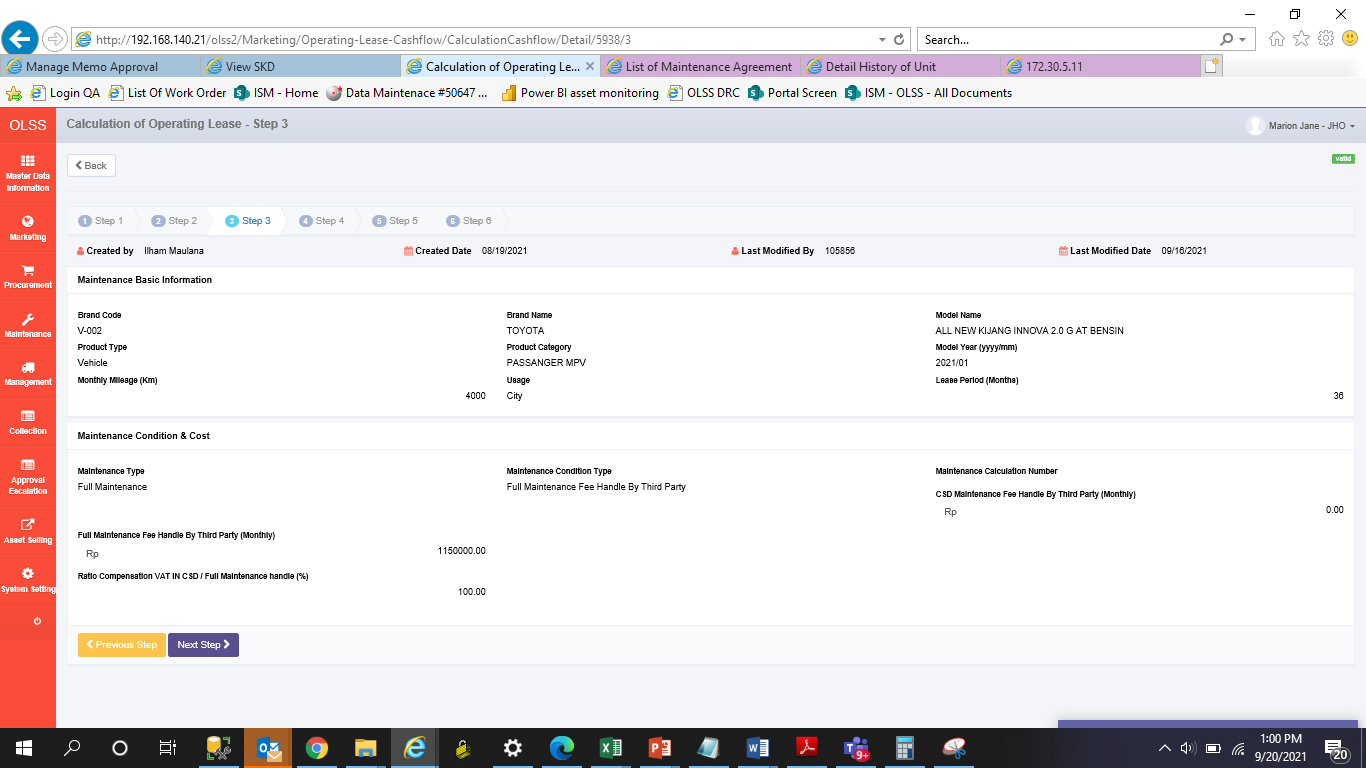 http://192.168.140.21/olss2/Marketing/Operating-Lease-Cashflow/CalculationCashflow/Detail/5938/3
Search...
Manage Memo Approval
View SKD
Calculation of Operating Le...
List of Maintenance Agreement
Detail History of Unit
172.30.5.11
Login QA
List Of Work Order
ISM - Home
Data Maintenace #50647 ...
Power BI asset monitoring
OLSS DRC
Portal Screen
ISM - OLSS - All Documents
OLSS
Calculation of Operating Lease - Step 3
Marion Jane - JHO
Master Data
Information
Marketing
Procurement
Maintenance
Management
Collection
Approval
Escalation
Asset Selling
System Setting
Back
valid
1 Step 1
2 Step 2
3 Step 3
4 Step 4
5 Step 5
6 Step 6
Created by Ilham Maulana
Created Date 08/19/2021
Last Modified By 105856
Last Modified Date 09/16/2021
Maintenance Basic Information
Brand Code
V-002
Brand Name
TOYOTA
Model Name
ALL NEW KIJANG INNOVA 2.0 G AT BENSIN
Product Type
Vehicle
Product Category
PASSANGER MPV
Model Year (yyyy/mm)
2021/01
Monthly Mileage (Km)
4000
Usage
City
Lease Period (Months)
36
Maintenance Condition & Cost
Maintenance Type
Full Maintenance
Maintenance Condition Type
Full Maintenance Fee Handle By Third Party
Maintenance Calculation Number
CSD Maintenance Fee Handle By Third Party (Monthly)
Rp 0.00
Full Maintenance Fee Handle By Third Party (Monthly)
Rp 1150000.00
Ratio Compensation VAT IN CSD / Full Maintenance handle (%)
100.00
Previous Step
Next Step
9+
1:00 PM
9/20/2021
20